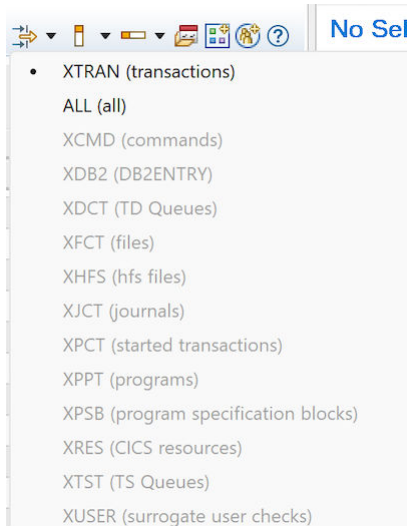 No Sel
XTRAN (transactions)
ALL (all)
XCMD (commands)
XDB2 (DB2ENTRY)
XDCT (TD Queues)
XFCT (files)
XHFS (hfs files)
XJCT (journals)
XPCT (started transactions)
XPPT (programs)
XPSB (program specification blocks)
XRES (CICS resources)
XTST (TS Queues)
XUSER (surrogate user checks)